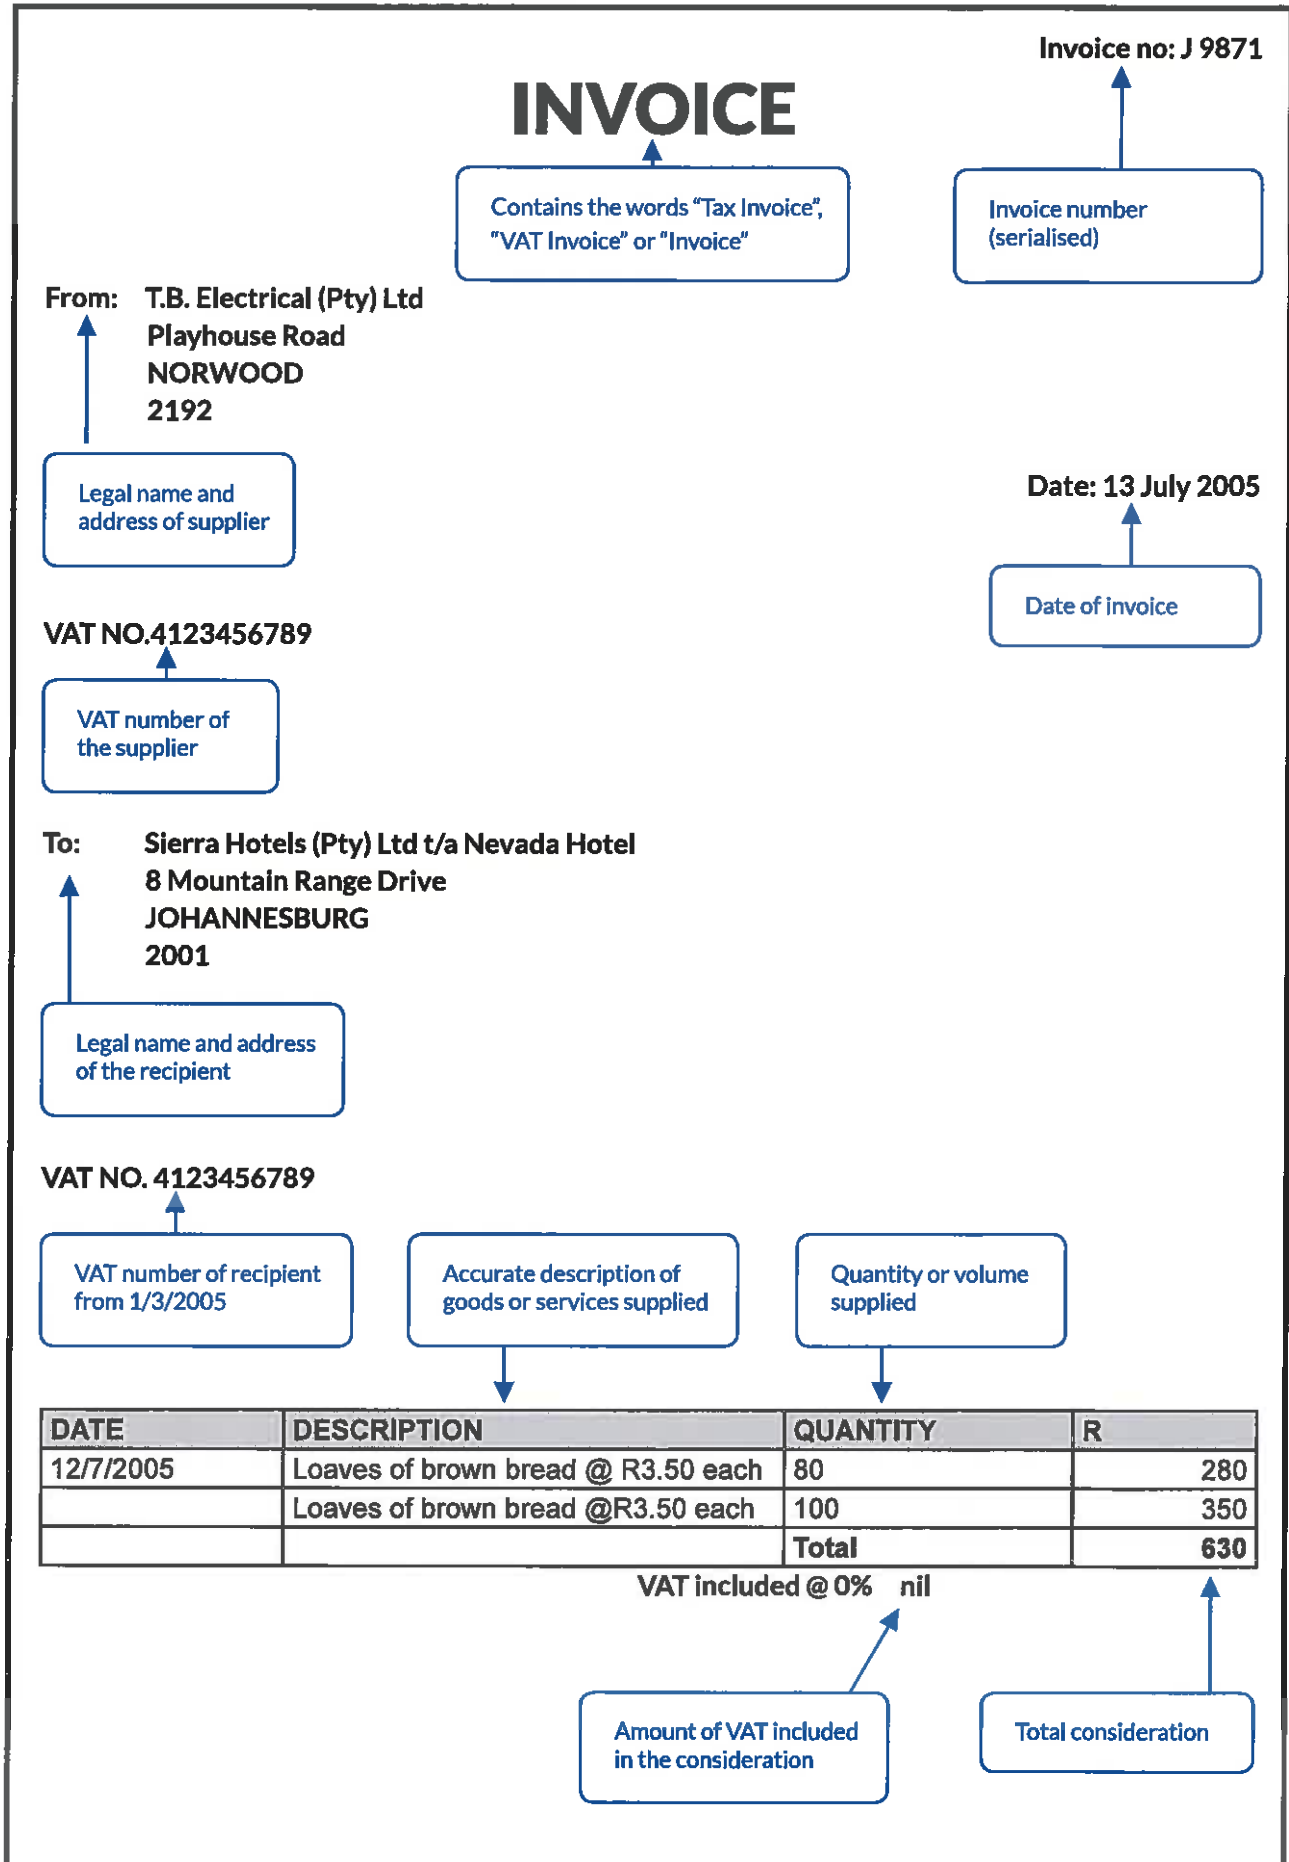 Invoice no: J 9871
INVOICE
Contains the words “Tax Invoice”,
“VAT Invoice” or “Invoice”
Invoice number
(serialised)
From: T.B. Electrical (Pty) Ltd
Playhouse Road
NORWOOD
2192
Legal name and
address of supplier
Date: 13 July 2005
Date of invoice
VAT NO.4123456789
VAT number of
the supplier
To: Sierra Hotels (Pty) Ltd t/a Nevada Hotel
8 Mountain Range Drive
JOHANNESBURG
2001
Legal name and address
of the recipient
VAT NO. 4123456789
VAT number of recipient
from 1/3/2005
Accurate description of
goods or services supplied
Quantity or volume
supplied
DATE DESCRIPTION QUANTITY R
12/7/2005 Loaves of brown bread @ R3.50 each 80 280
Loaves of brown bread @R3.50 each 100 350
Total 630
VAT included @ 0% nil
Amount of VAT included
in the consideration
Total consideration